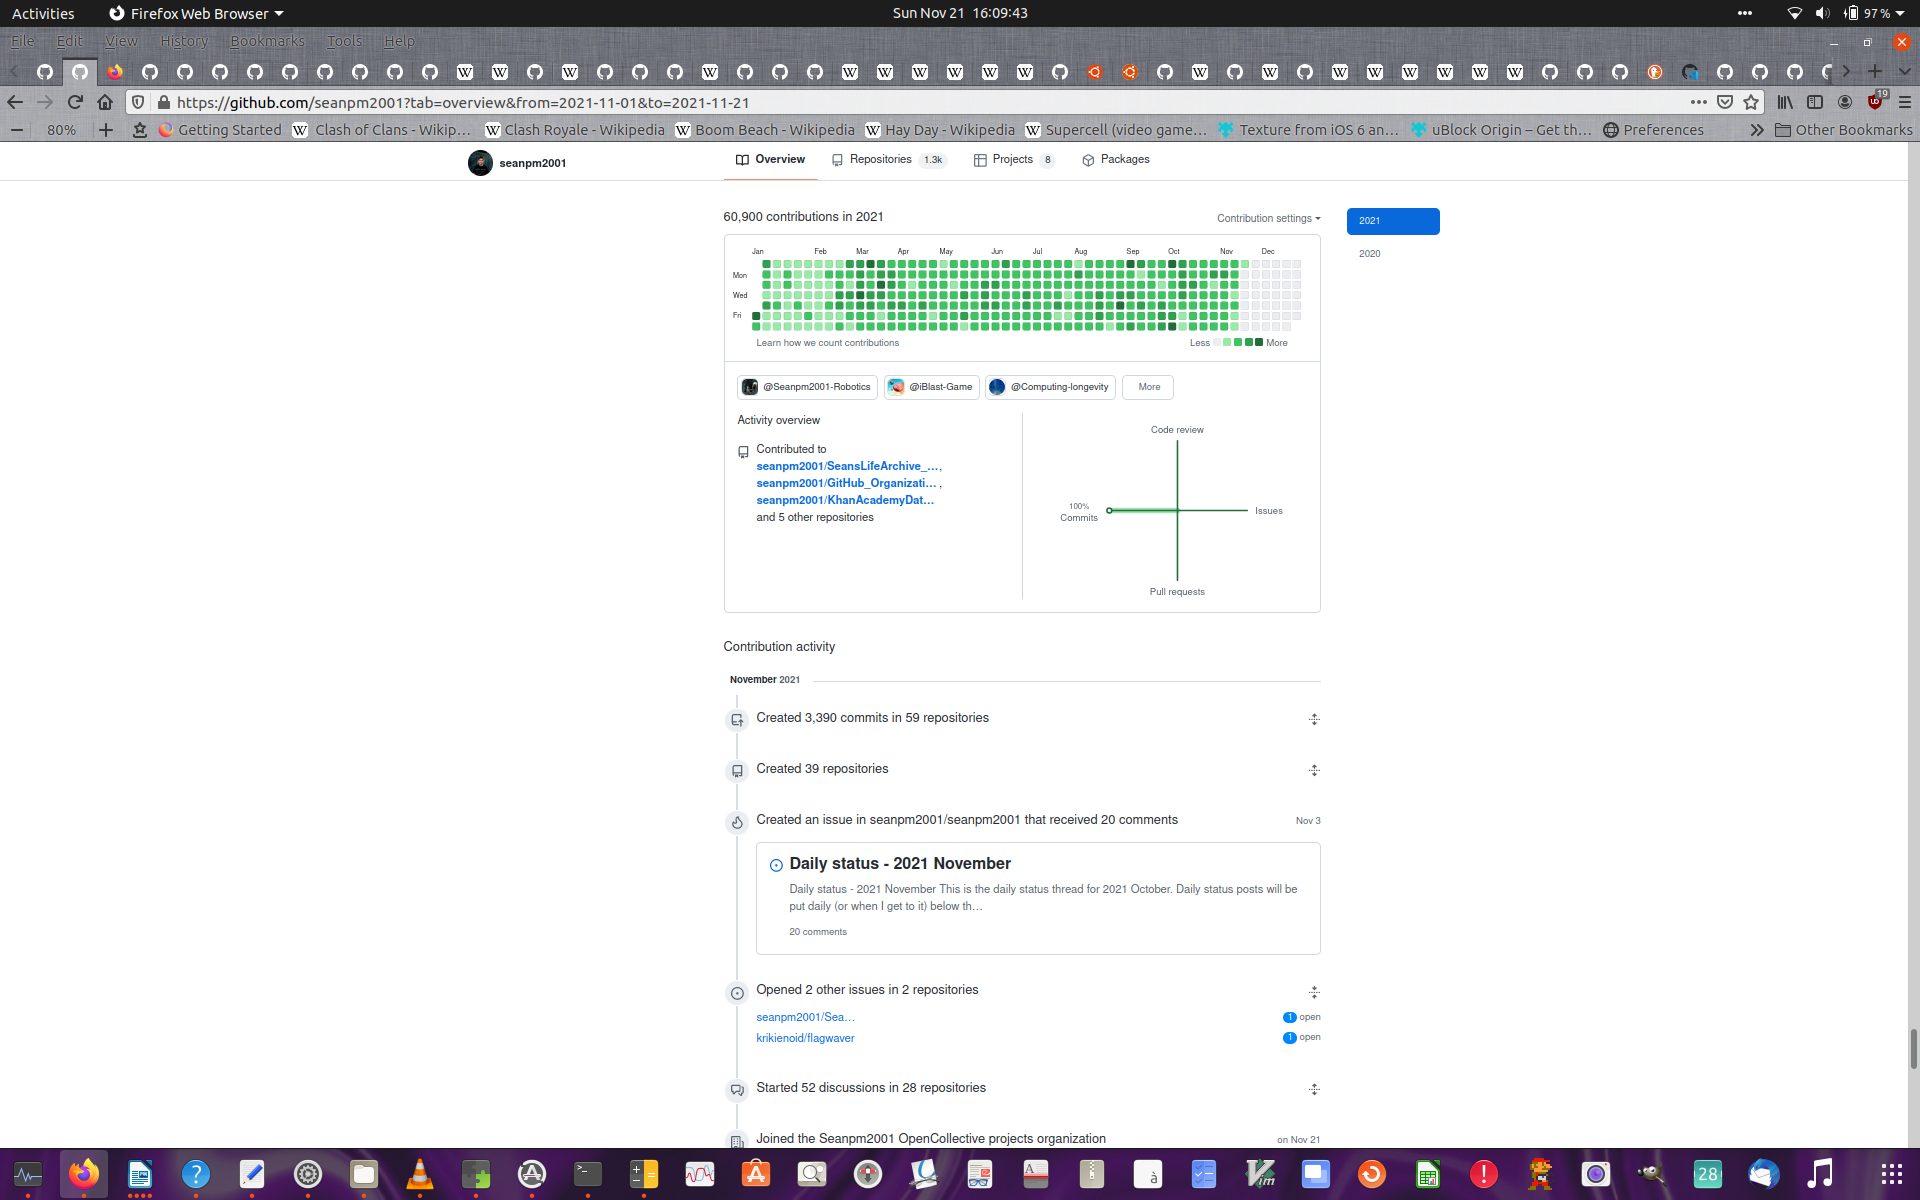 Activities
Firefox Web Browser
Sun Nov 21 16:09:43
97 %
File Edit View History Bookmarks Tools Help
https://github.com/seanpm2001?tab=overview&from=2021-11-01&to=2021-11-21
19
80%
Getting Started
Clash of Clans - Wikip…
Clash Royale - Wikipedia
Boom Beach - Wikipedia
Hay Day - Wikipedia
Supercell (video game…
Texture from iOS 6 an…
uBlock Origin – Get th…
Preferences
Other Bookmarks
seanpm2001
Overview
Repositories 1.3k
Projects 8
Packages
60,900 contributions in 2021
Contribution settings
2021
2020
Jan Feb Mar Apr May Jun Jul Aug Sep Oct Nov Dec
Mon
Wed
Fri
Learn how we count contributions
Less More
@Seanpm2001-Robotics
@iBlast-Game
@Computing-longevity
More
Activity overview
Contributed to
seanpm2001/SeansLifeArchive_…,
seanpm2001/GitHub_Organizati… ,
seanpm2001/KhanAcademyDat…
and 5 other repositories
Code review
100%
Commits
Issues
Pull requests
Contribution activity
November 2021
Created 3,390 commits in 59 repositories
Created 39 repositories
Created an issue in seanpm2001/seanpm2001 that received 20 comments
Nov 3
Daily status - 2021 November
Daily status - 2021 November This is the daily status thread for 2021 October. Daily status posts will be
put daily (or when I get to it) below th…
20 comments
Opened 2 other issues in 2 repositories
seanpm2001/Sea…
1 open
krikienoid/flagwaver
1 open
Started 52 discussions in 28 repositories
Joined the Seanpm2001 OpenCollective projects organization
on Nov 21
28